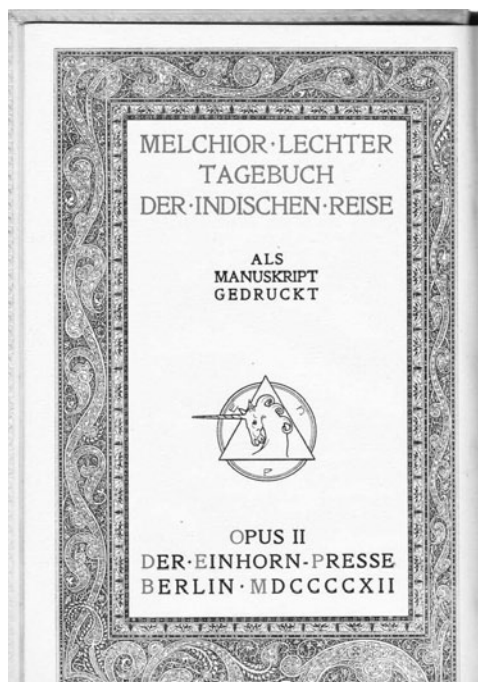 MELCHIOR·LECHTER
TAGEBUCH
DER·INDISCHEN·REISE
ALS
MANUSKRIPT
GEDRUCKT
OPUS II
DER·EINHORN-PRESSE
BERLIN·MDCCCCXII